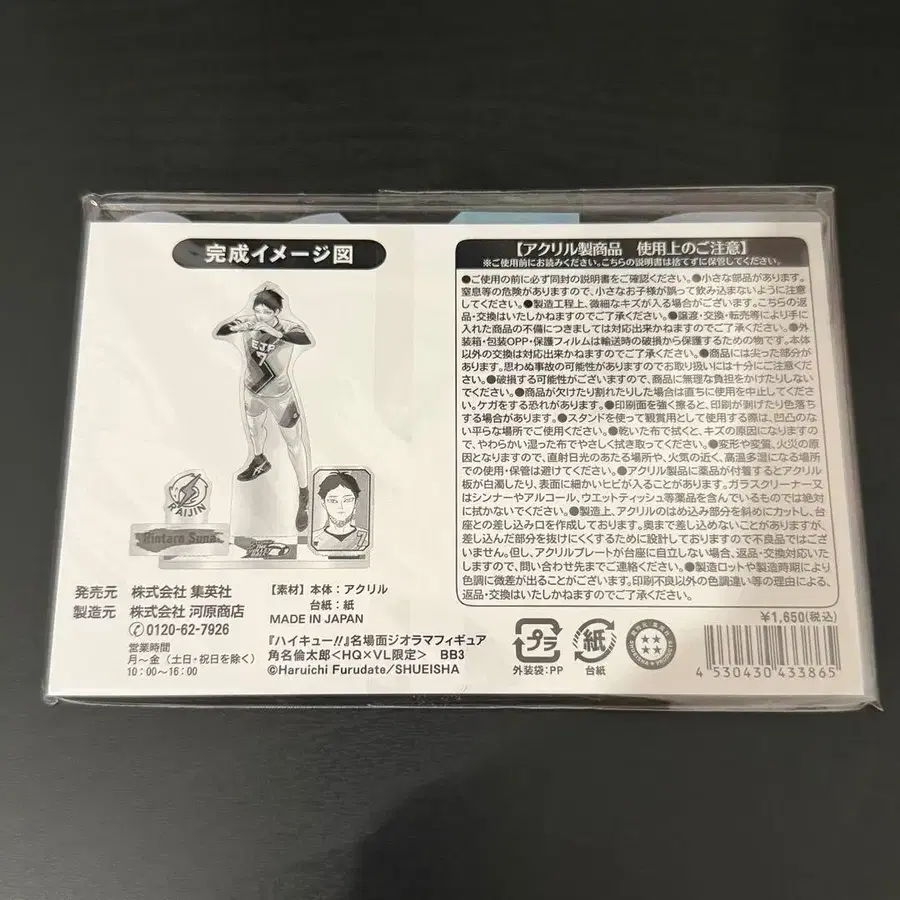 完成イメージ図
EJP
7
RAIJIN
Rintaro Suna
7
発売元 株式会社 集英社
製造元 株式会社 河原商店
0120-62-7926
営業時間
月～金（土日・祝日を除く）
10：00～16：00
【素材】本体：アクリル
台紙：紙
MADE IN JAPAN
『ハイキュー!!』名場面ジオラマフィギュア
角名倫太郎＜HQ×VL限定＞ BB3
©Haruichi Furudate/SHUEISHA
【アクリル製商品 使用上のご注意】
※ご使用前にお読みください。こちらの説明書は捨てずに保管してください。
●ご使用の前に必ず同封の説明書をご確認ください。●小さな部品があります。
窒息等の危険がありますので、小さなお子様が誤って飲み込まないように注意
してください。●製造工程上、微細なキズが入る場合がございます。こちらの返
品・交換はいたしかねますのでご了承ください。●譲渡・交換・転売等により手に
入れた商品の不備につきましては対応出来かねますのでご了承ください。●外
装箱・包装OPP・保護フィルムは輸送時の破損から保護するための物です。本体
以外の交換は対応出来かねますのでご了承ください。●商品には尖った部分が
あります。思わぬ事故の可能性がありますのでお取り扱いには十分にご注意くだ
さい。●破損する可能性がございますので、商品に無理な負担をかけたりしない
でください。●商品が欠けたり割れたりした場合は直ちに使用を中止してくださ
い。ケガをする恐れがあります。●印刷面を強く擦ると、印刷が剥げたり色落ち
する場合があります。●スタンドを使って観賞用として使用する際は、凹凸のな
い平らな場所でご使用ください。●乾いた布で拭くと、キズの原因になりますの
で、やわらかい湿った布でやさしく拭き取ってください。●変形や変質、火災の原
因となりますので、直射日光のあたる場所や、火気の近く、高温多湿になる場所
での使用・保管は避けてください。●アクリル製品に薬品が付着するとアクリル
板が白濁したり、表面に細かいヒビが入ることがあります。ガラスクリーナー又
はシンナーやアルコール、ウエットティッシュ等薬品を含んでいるものでは絶対
に拭かないでください。●製造上、アクリルのはめ込み部分を斜めにカットし、台
座との差し込み口を作成しております。奥まで差し込めないことがありますが、
差し込んだ部分を抜けにくくするために設計しておりますので不良品ではござ
いません。但し、アクリルプレートが台座に自立しない場合、返品・交換対応いた
しますので、問い合わせ先までご連絡ください。●製造ロットや製造時期により
色調に微差が出ることがございます。印刷不良以外の色調違い等の理由による、
返品・交換はいたしかねますのでご了承ください。
¥1,650(税込)
プラ
外装袋：PP
紙
台紙
4 530430 433865